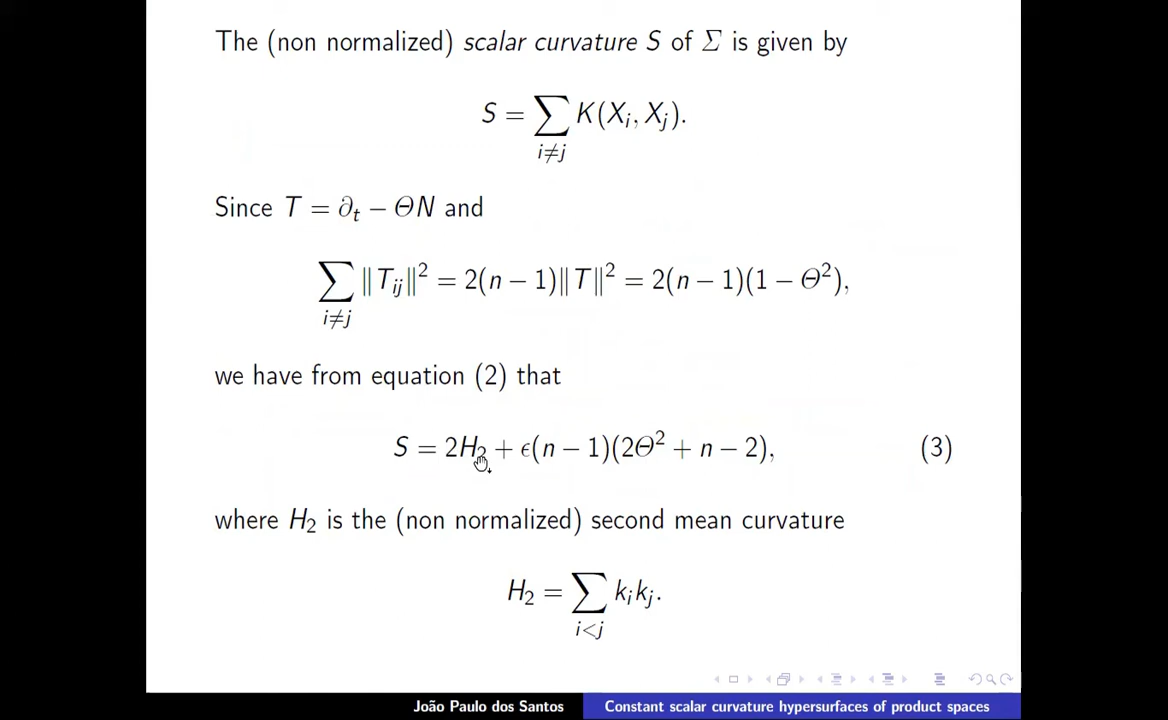 The (non normalized) scalar curvature S of Σ is given by
S = ∑_{i≠j} K(X_i, X_j).
Since T = ∂_t − ΘN and
∑_{i≠j} ‖T_{ij}‖² = 2(n − 1)‖T‖² = 2(n − 1)(1 − Θ²),
we have from equation (2) that
S = 2H_2 + ϵ(n − 1)(2Θ² + n − 2), (3)
where H_2 is the (non normalized) second mean curvature
H_2 = ∑_{i<j} k_i k_j.
João Paulo dos Santos Constant scalar curvature hypersurfaces of product spaces